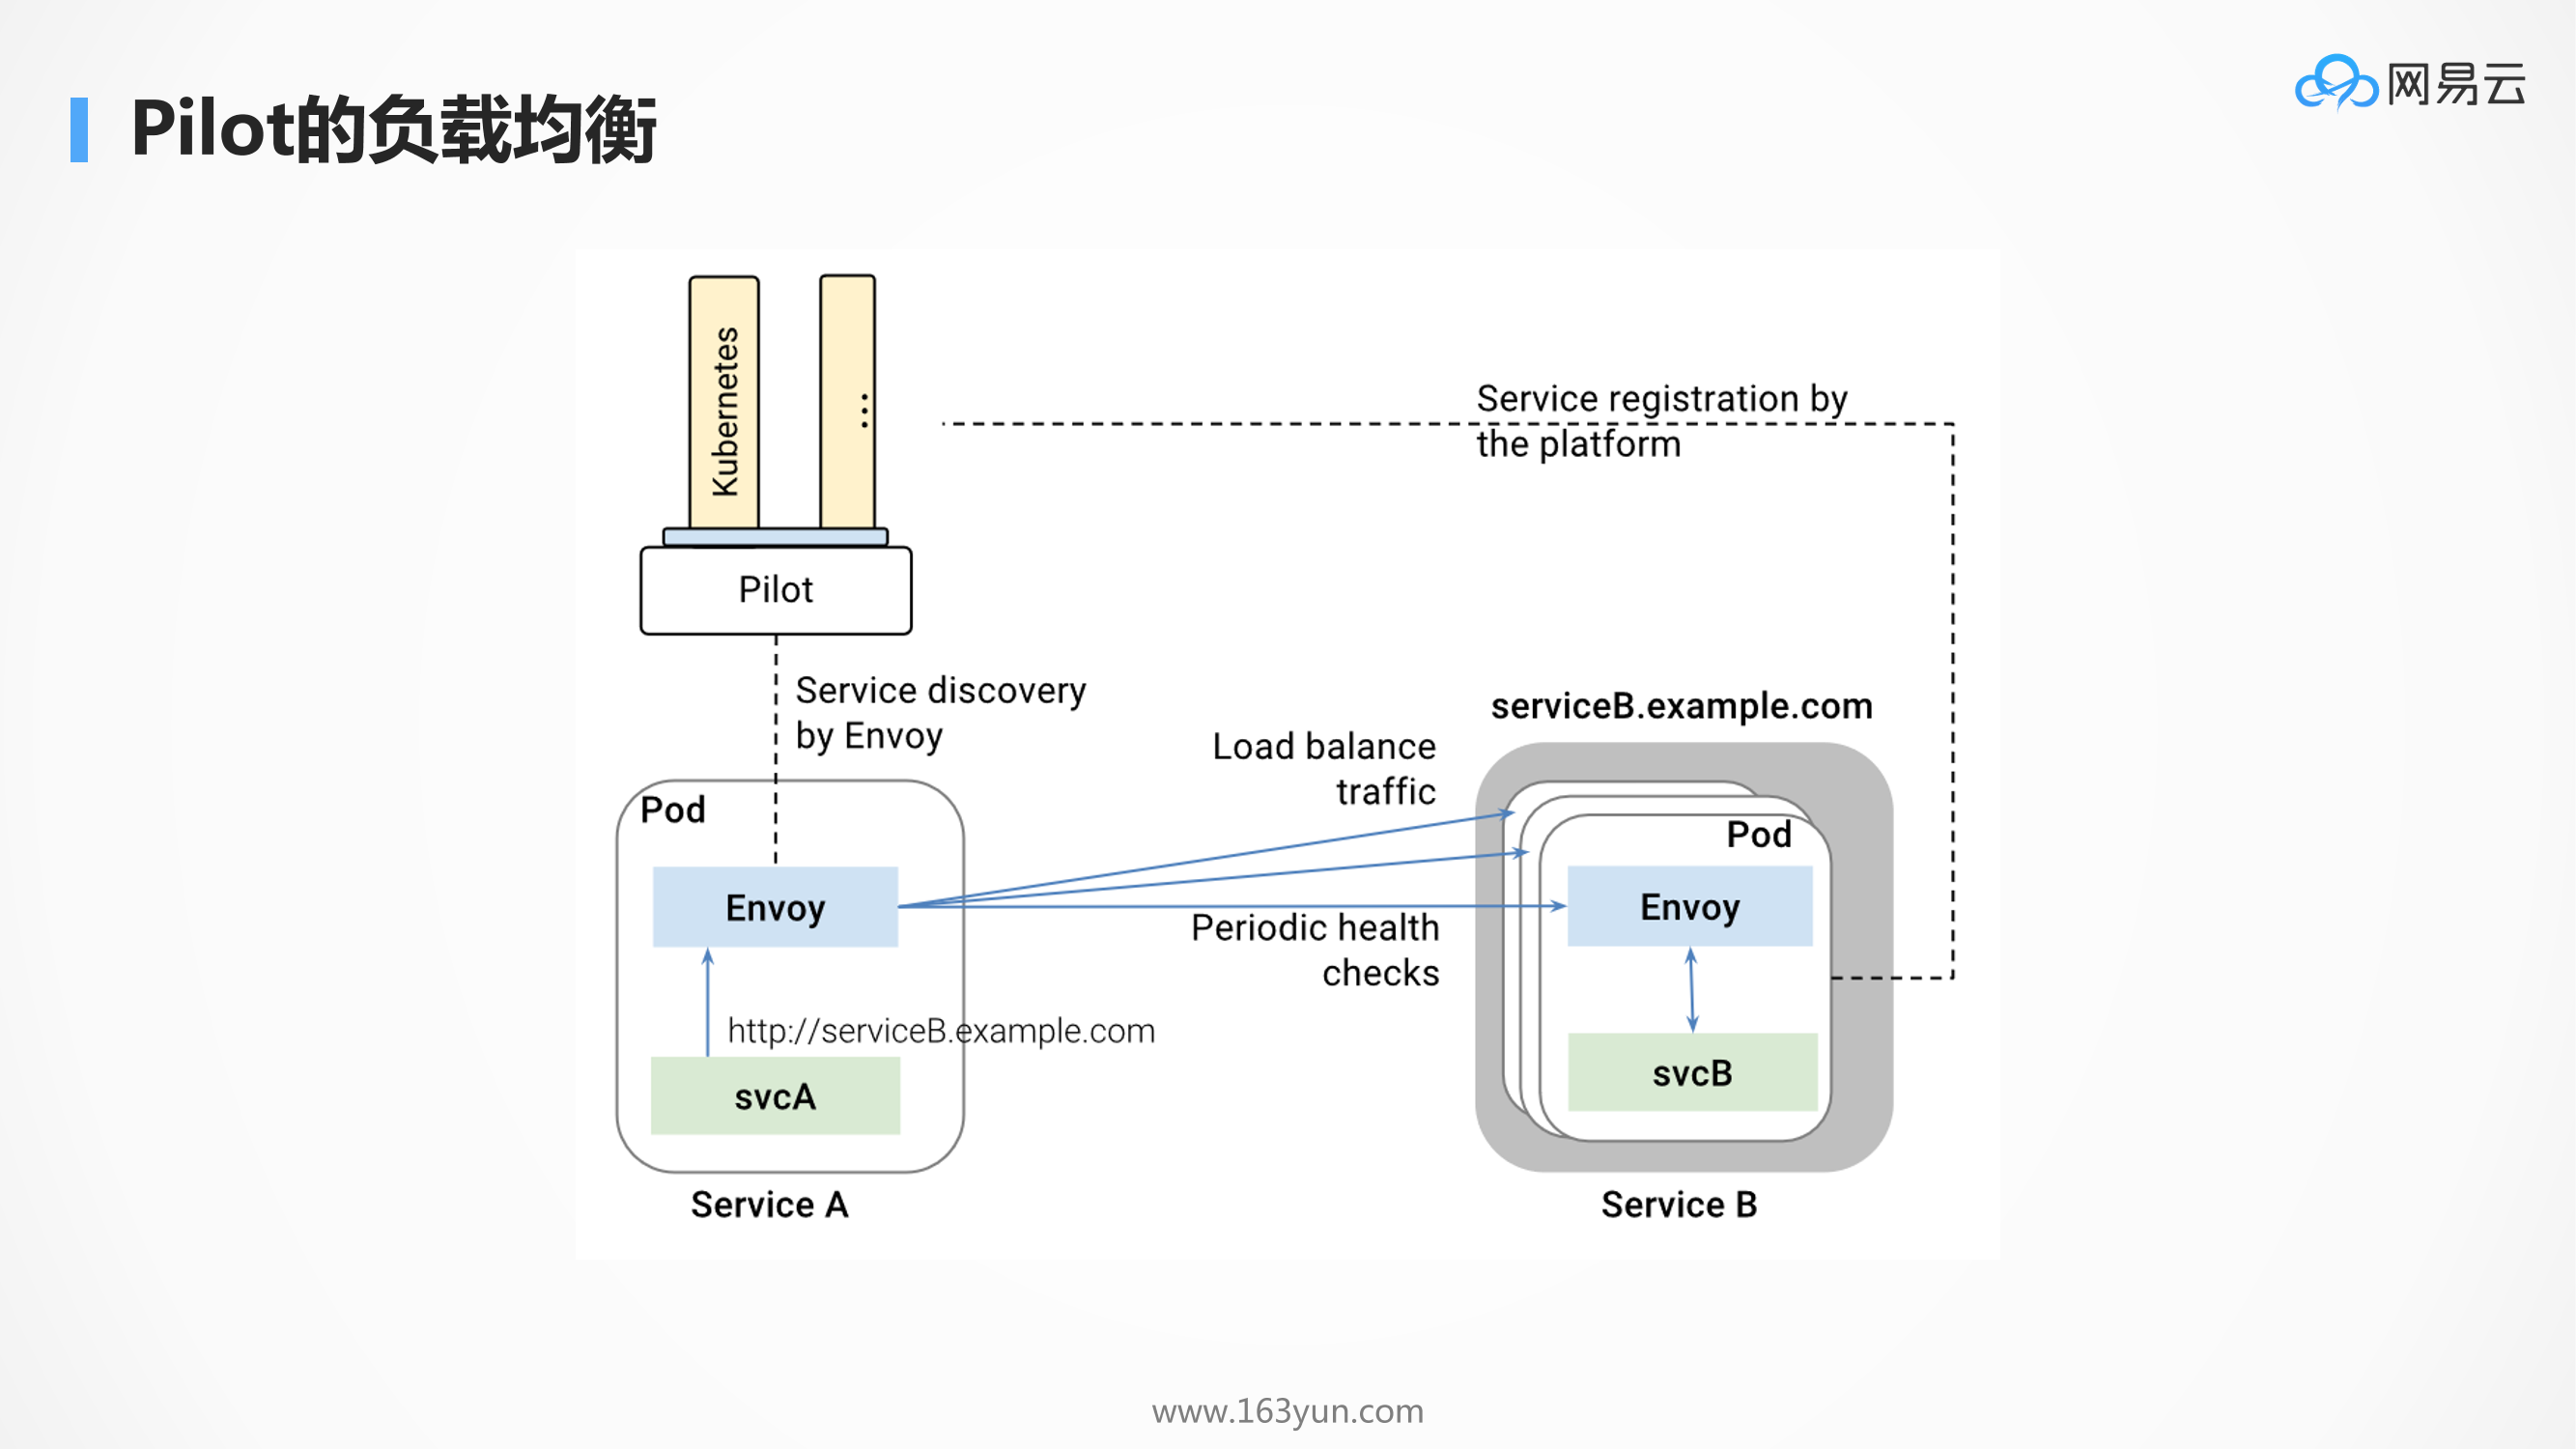 Pilot的负载均衡
网易云
Kubernetes
...
Service registration by
the platform
Pilot
Service discovery
by Envoy
serviceB.example.com
Load balance
traffic
Pod
Pod
Envoy
Envoy
Periodic health
checks
http://serviceB.example.com
svcA
svcB
Service A
Service B
www.163yun.com